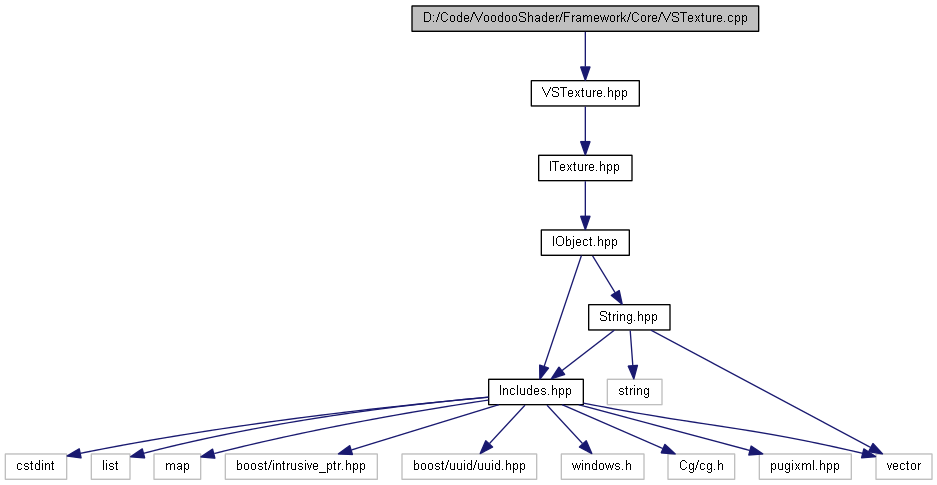 D:/Code/VoodooShader/Framework/Core/VSTexture.cpp
VSTexture.hpp
ITexture.hpp
IObject.hpp
String.hpp
Includes.hpp
string
cstdint
list
map
boost/intrusive_ptr.hpp
boost/uuid/uuid.hpp
windows.h
Cg/cg.h
pugixml.hpp
vector